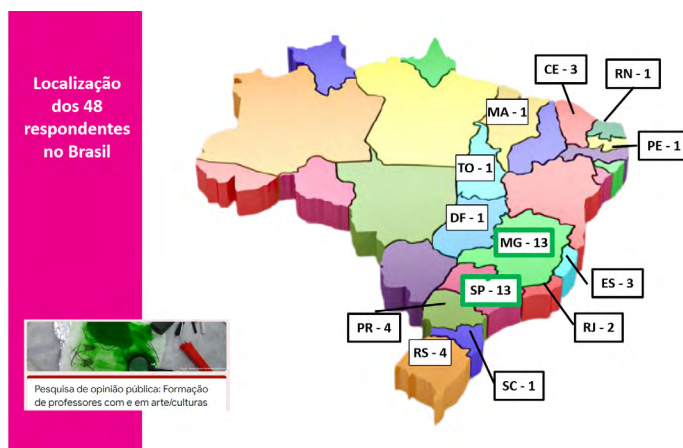 Localização
dos 48
respondentes
no Brasil
CE - 3
RN - 1
MA - 1
PE - 1
TO - 1
DF - 1
MG - 13
SP - 13
ES - 3
PR - 4
RJ - 2
RS - 4
SC - 1
Pesquisa de opinião pública: Formação
de professores com e em arte/culturas